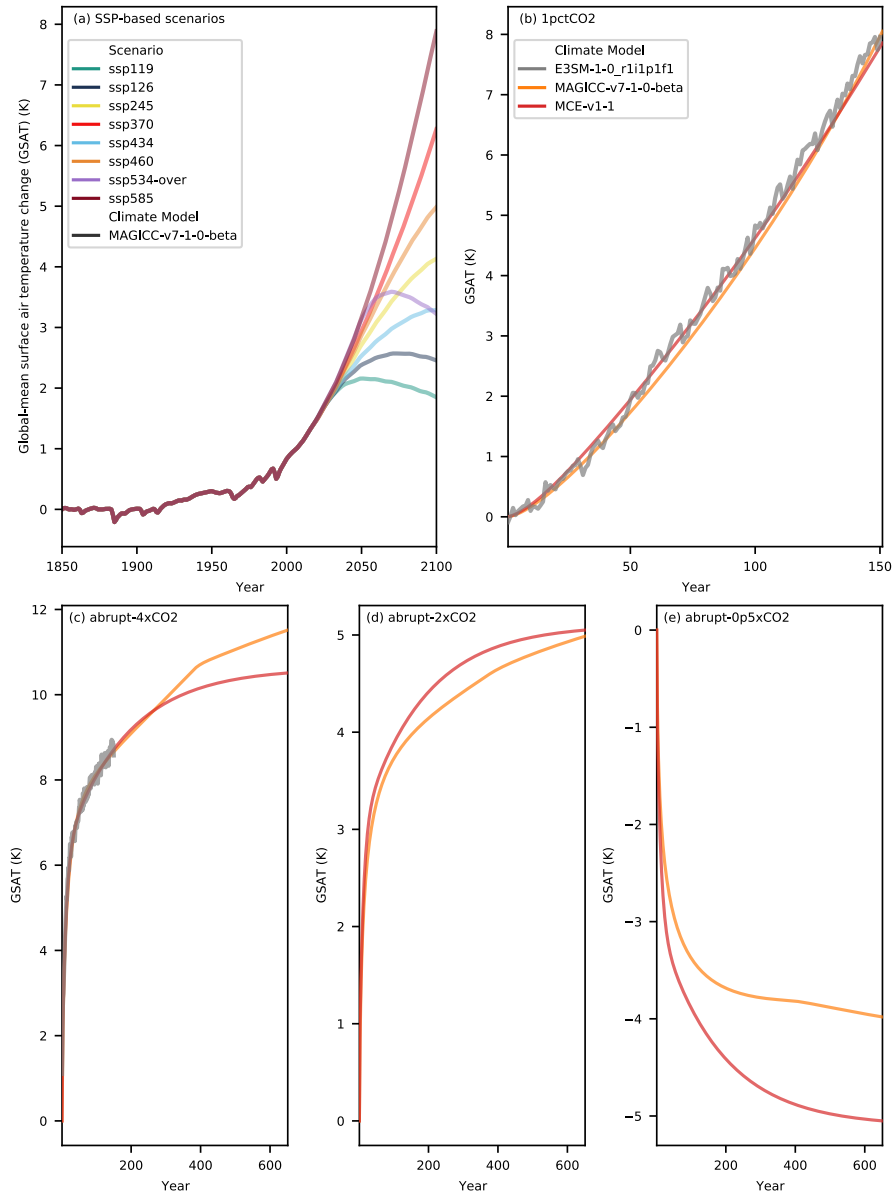 (a) SSP-based scenarios
Global-mean surface air temperature change (GSAT) (K)
8
7
6
5
4
3
2
1
0
Scenario
ssp119
ssp126
ssp245
ssp370
ssp434
ssp460
ssp534-over
ssp585
Climate Model
MAGICC-v7-1-0-beta
1850
1900
1950
2000
2050
2100
Year
(b) 1pctCO2
GSAT (K)
8
7
6
5
4
3
2
1
0
Climate Model
E3SM-1-0_r1i1p1f1
MAGICC-v7-1-0-beta
MCE-v1-1
50
100
150
Year
(c) abrupt-4xCO2
GSAT (K)
12
10
8
6
4
2
0
200
400
600
Year
(d) abrupt-2xCO2
GSAT (K)
5
4
3
2
1
0
200
400
600
Year
(e) abrupt-0p5xCO2
GSAT (K)
0
−1
−2
−3
−4
−5
200
400
600
Year